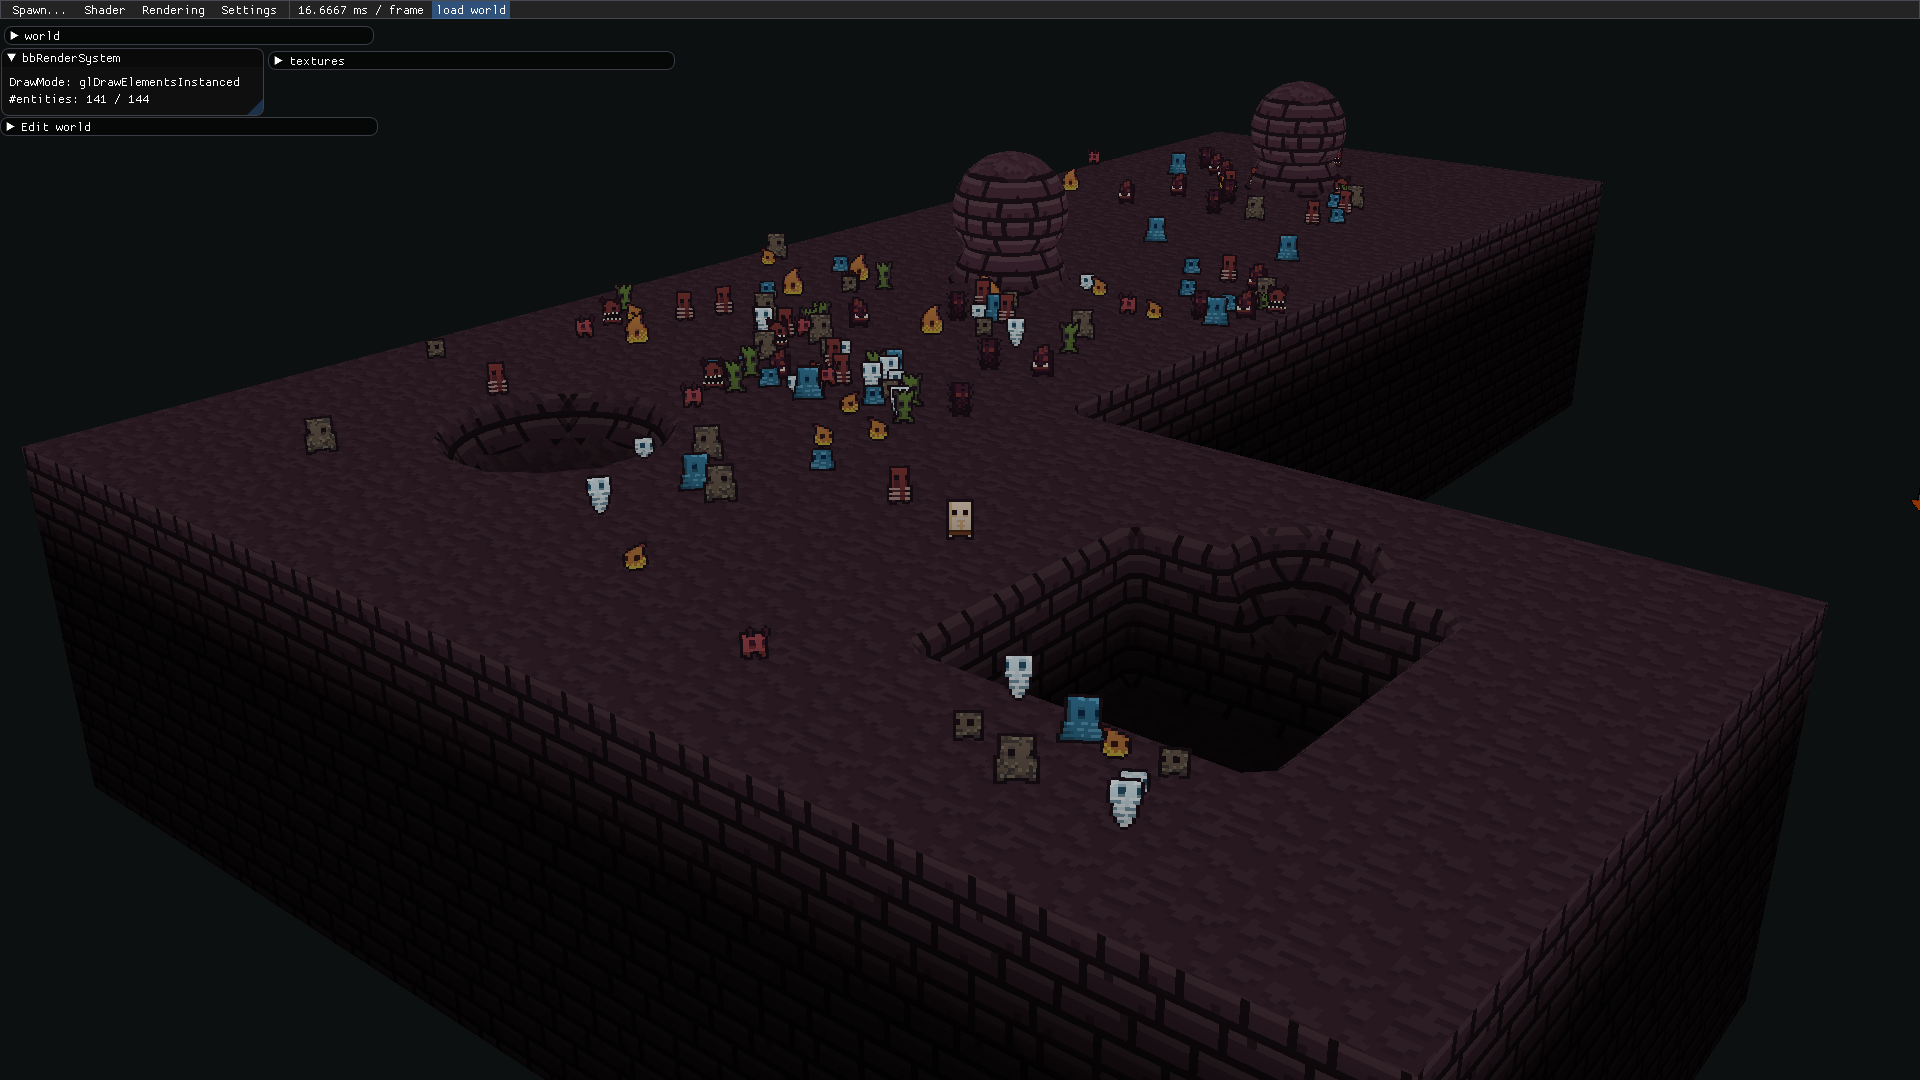 Spawn... Shader Rendering Settings 16.6667 ms / frame load world
world
bbRenderSystem
textures
DrawMode: glDrawElementsInstanced
#entities: 141 / 144
Edit world